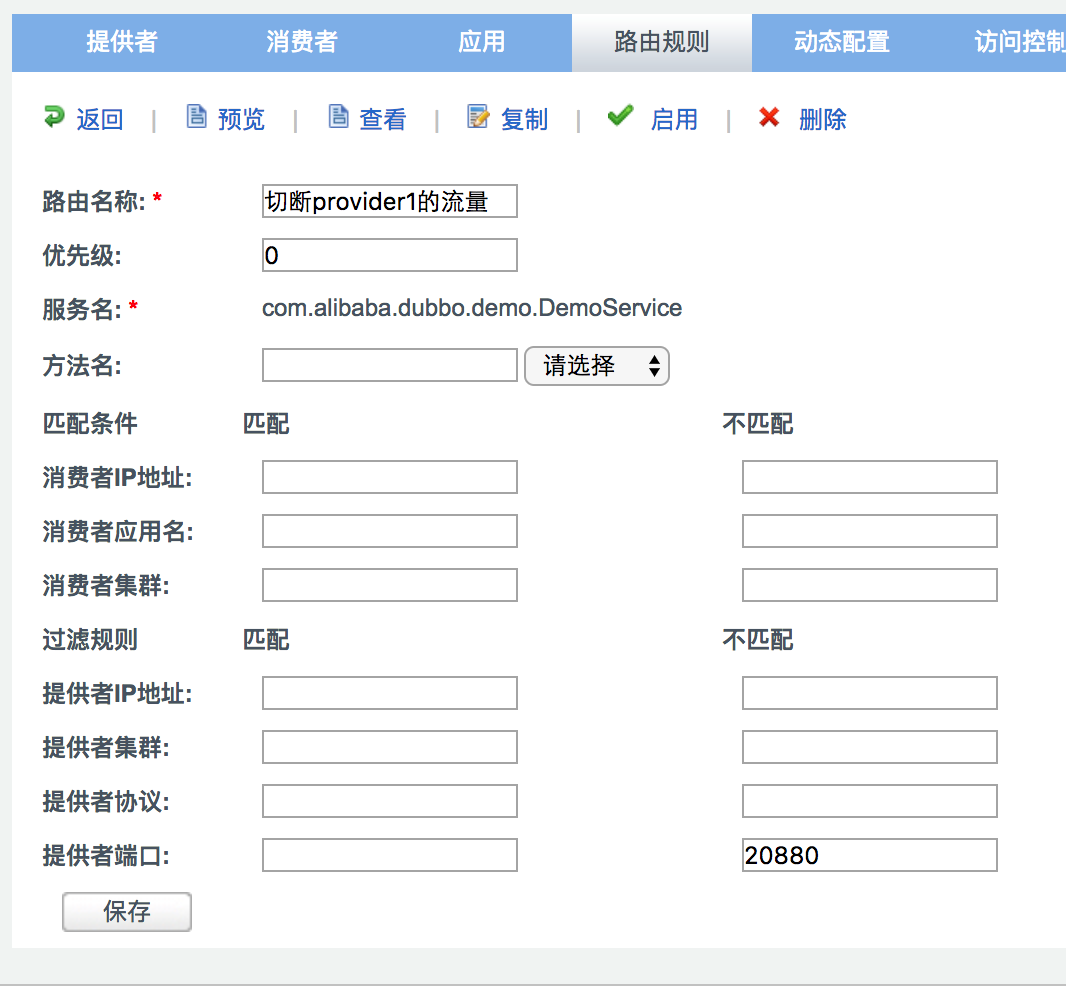 提供者 消费者 应用 路由规则 动态配置 访问控制
返回 | 预览 | 查看 | 复制 | 启用 | 删除
路由名称: * 切断provider1的流量
优先级: 0
服务名: * com.alibaba.dubbo.demo.DemoService
方法名: 请选择
匹配条件 匹配 不匹配
消费者IP地址:
消费者应用名:
消费者集群:
过滤规则 匹配 不匹配
提供者IP地址:
提供者集群:
提供者协议:
提供者端口: 20880
保存